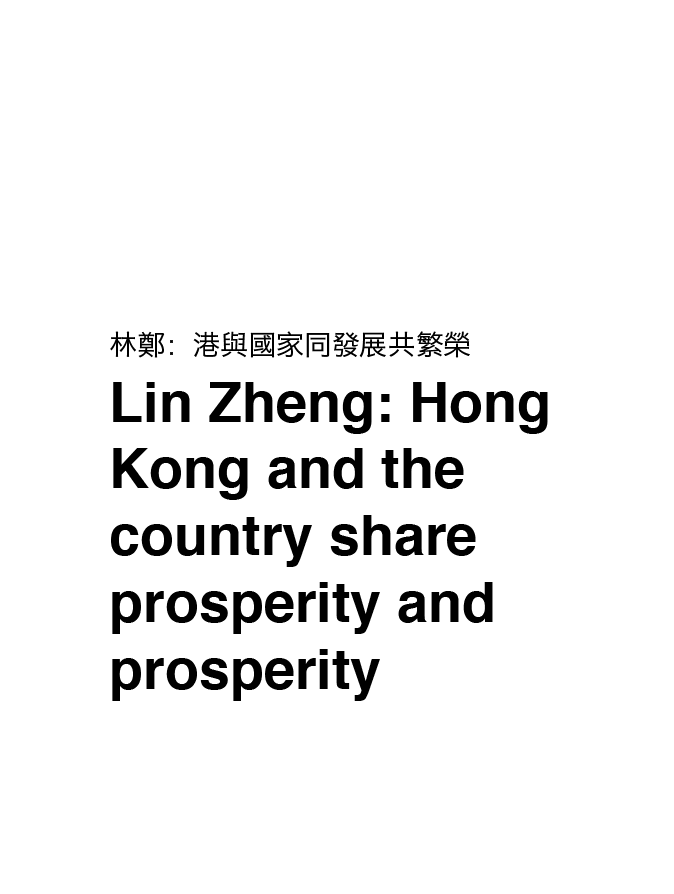 林鄭：港與國家同發展共繁榮
Lin Zheng: Hong
Kong and the
country share
prosperity and
prosperity